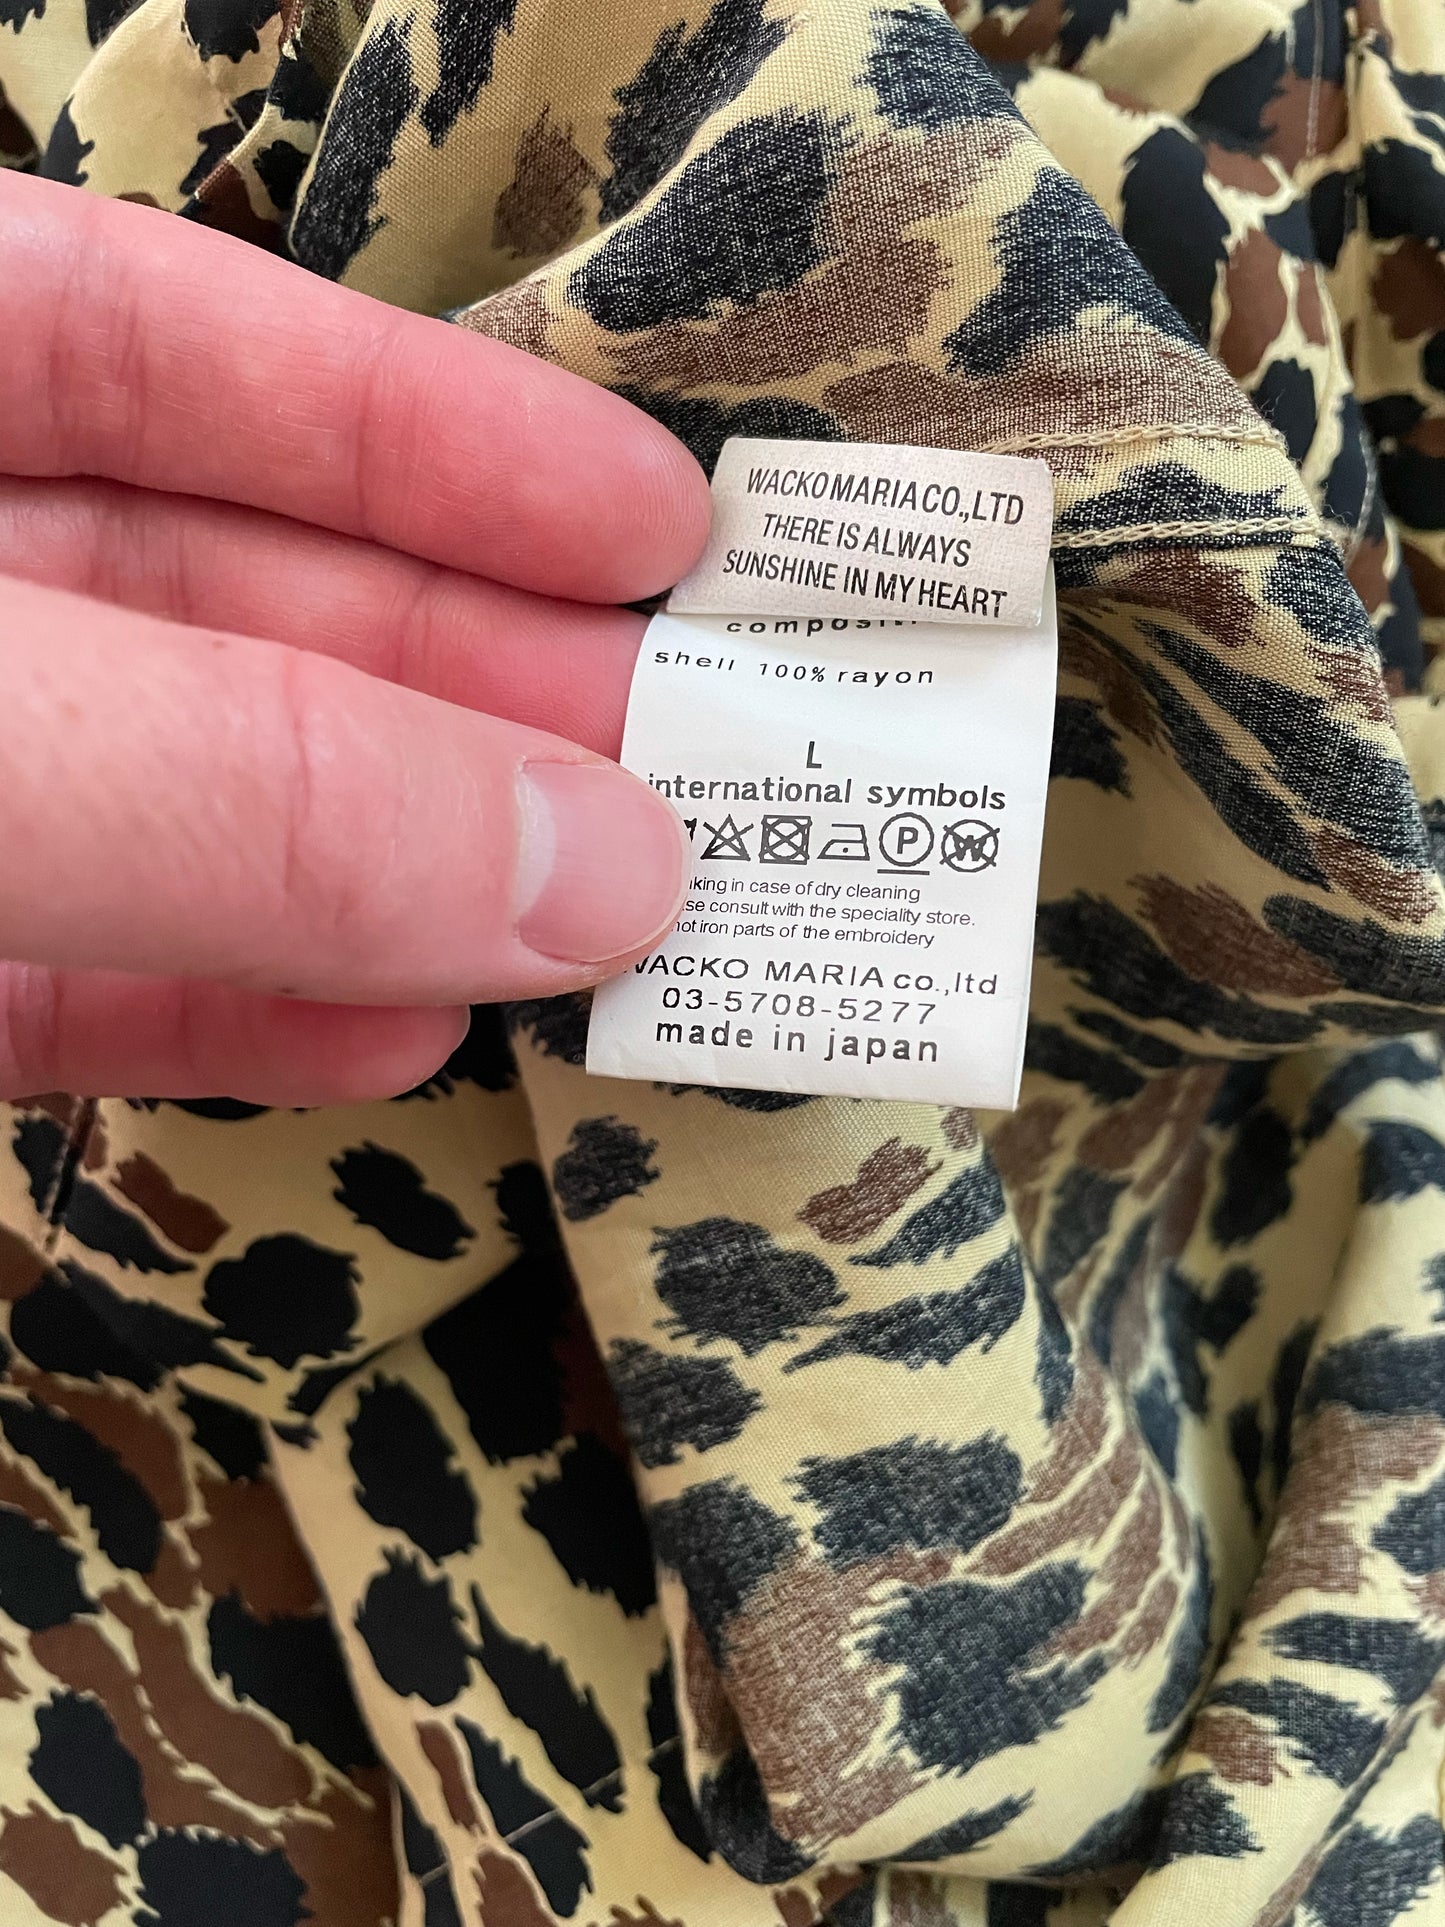 WACKO MARIA CO.,LTD
THERE IS ALWAYS
SUNSHINE IN MY HEART
shell 100% rayon
L
international symbols
P W
in case of dry cleaning
consult with the speciality store.
iron parts of the embroidery
WACKO MARIA co.,ltd
03-5708-5277
made in japan